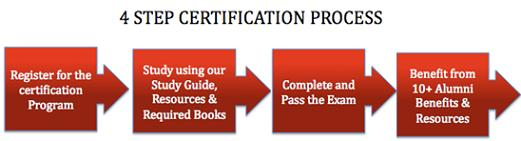 4 STEP CERTIFICATION PROCESS
Register for the
certification
Program
Study using our
Study Guide,
Resources &
Required Books
Complete and
Pass the Exam
Benefit from
10+ Alumni
Benefits &
Resources